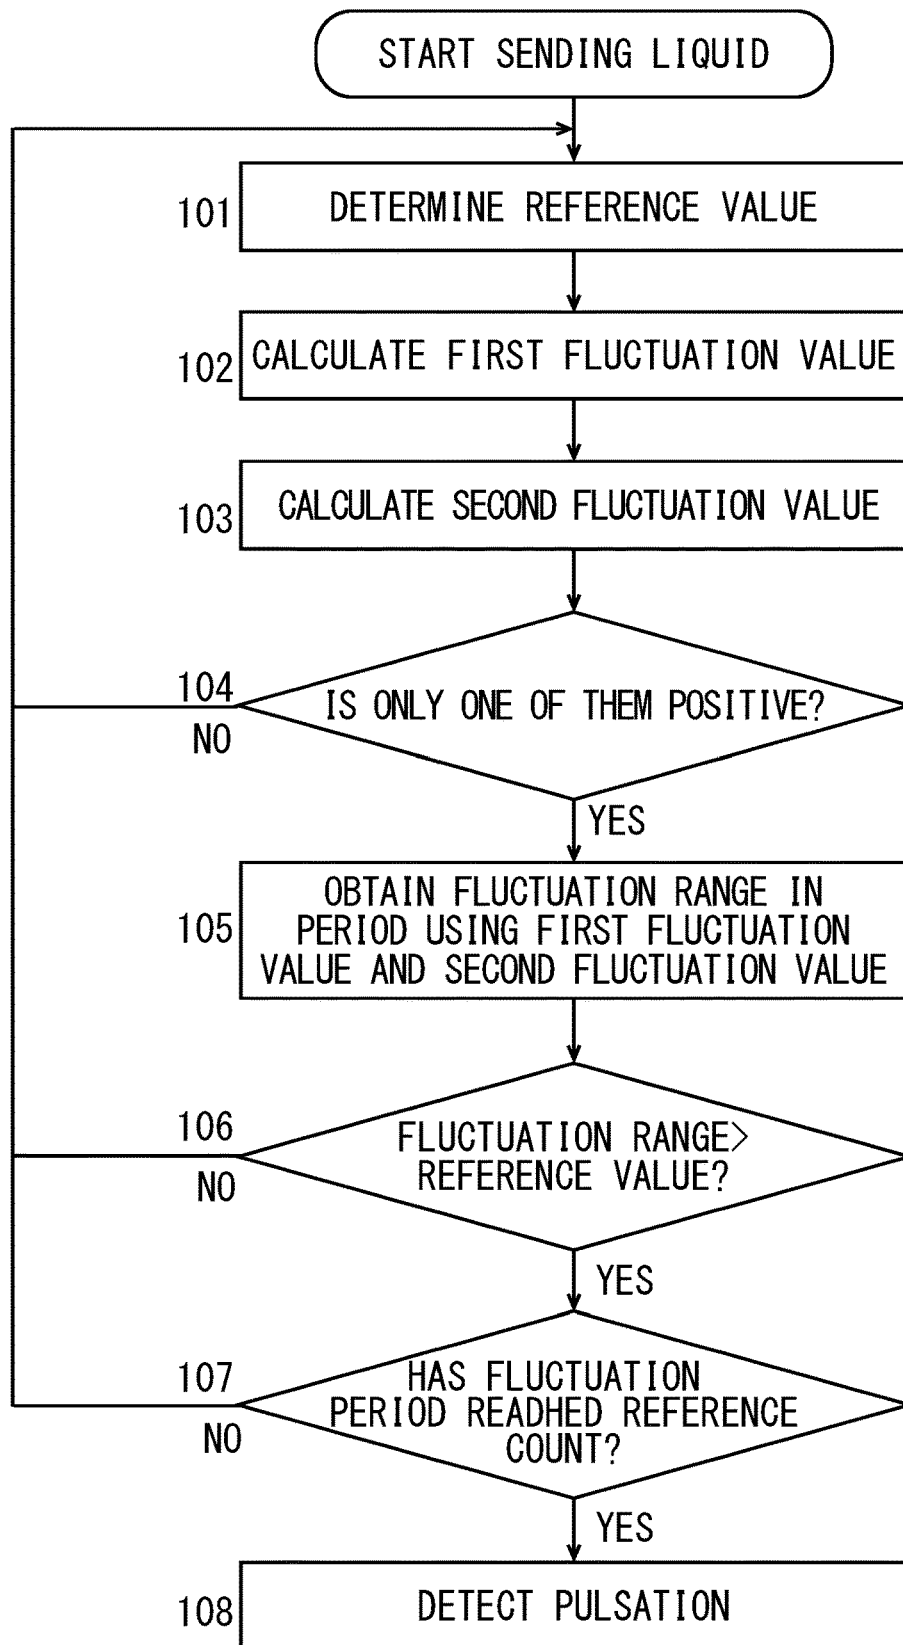 START SENDING LIQUID
101
DETERMINE REFERENCE VALUE
102
CALCULATE FIRST FLUCTUATION VALUE
103
CALCULATE SECOND FLUCTUATION VALUE
104
IS ONLY ONE OF THEM POSITIVE?
NO
YES
105
OBTAIN FLUCTUATION RANGE IN
PERIOD USING FIRST FLUCTUATION
VALUE AND SECOND FLUCTUATION VALUE
106
FLUCTUATION RANGE>
REFERENCE VALUE?
NO
YES
107
HAS FLUCTUATION
PERIOD READHED REFERENCE
COUNT?
NO
YES
108
DETECT PULSATION